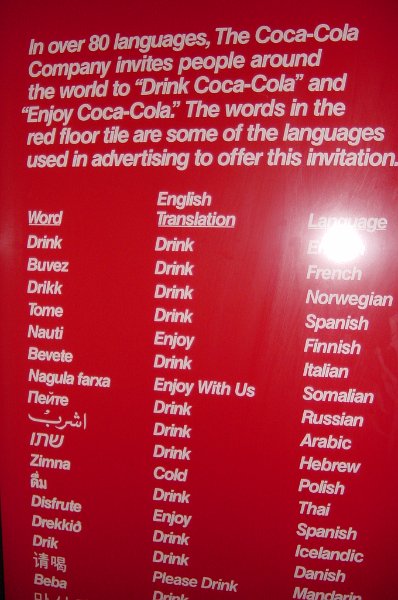 In over 80 languages, The Coca-Cola
Company invites people around
the world to “Drink Coca-Cola” and
“Enjoy Coca-Cola.” The words in the
red floor tile are some of the languages
used in advertising to offer this invitation.
English
Word Translation Language
Drink Drink
Buvez Drink French
Drikk Drink Norwegian
Tome Drink Spanish
Nauti Enjoy Finnish
Bevete Drink Italian
Nagula farxa Enjoy With Us Somalian
Пейте Drink Russian
اشرب Drink Arabic
שתו Drink Hebrew
Zimna Cold Polish
ดื่ม Drink Thai
Disfrute Enjoy Spanish
Drekkið Drink Icelandic
Drik Drink Danish
请喝 Please Drink Mandarin
Beba Drink